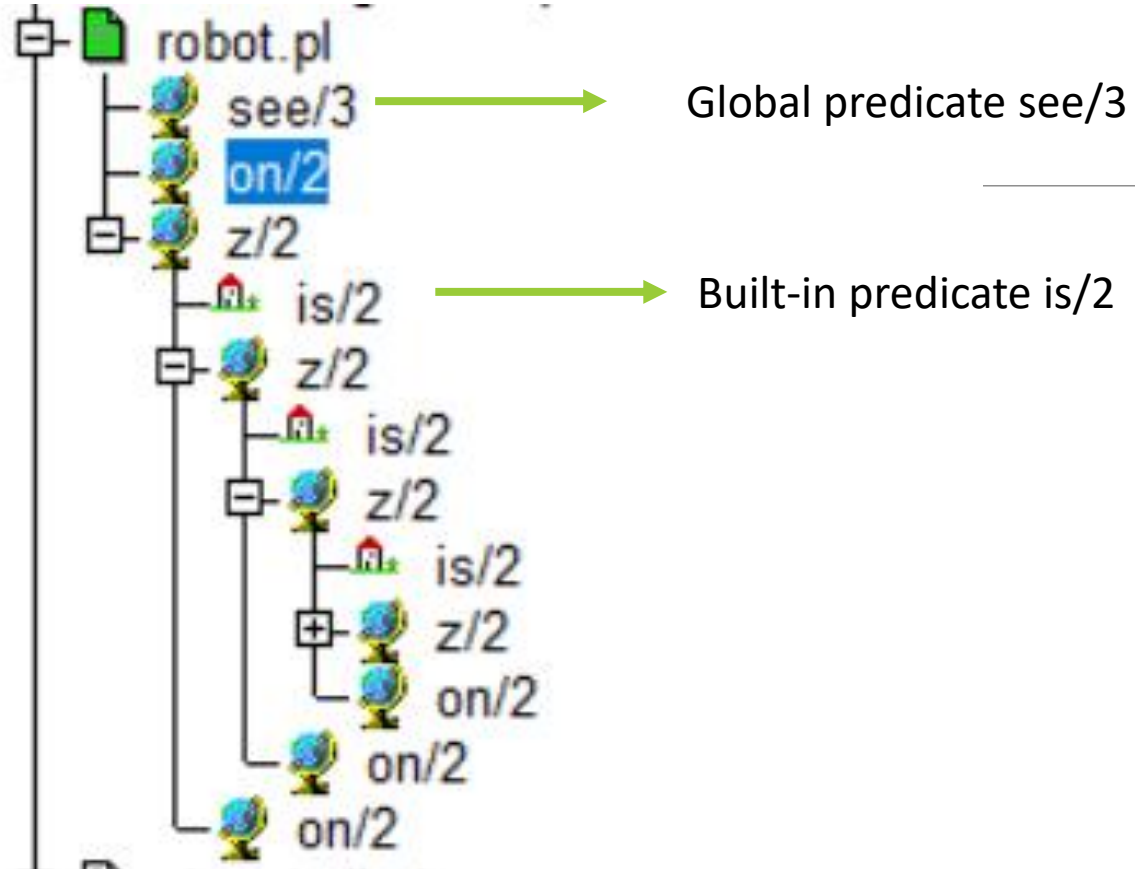 robot.pl
see/3
Global predicate see/3
on/2
z/2
is/2
Built-in predicate is/2
z/2
is/2
z/2
is/2
z/2
on/2
on/2
on/2